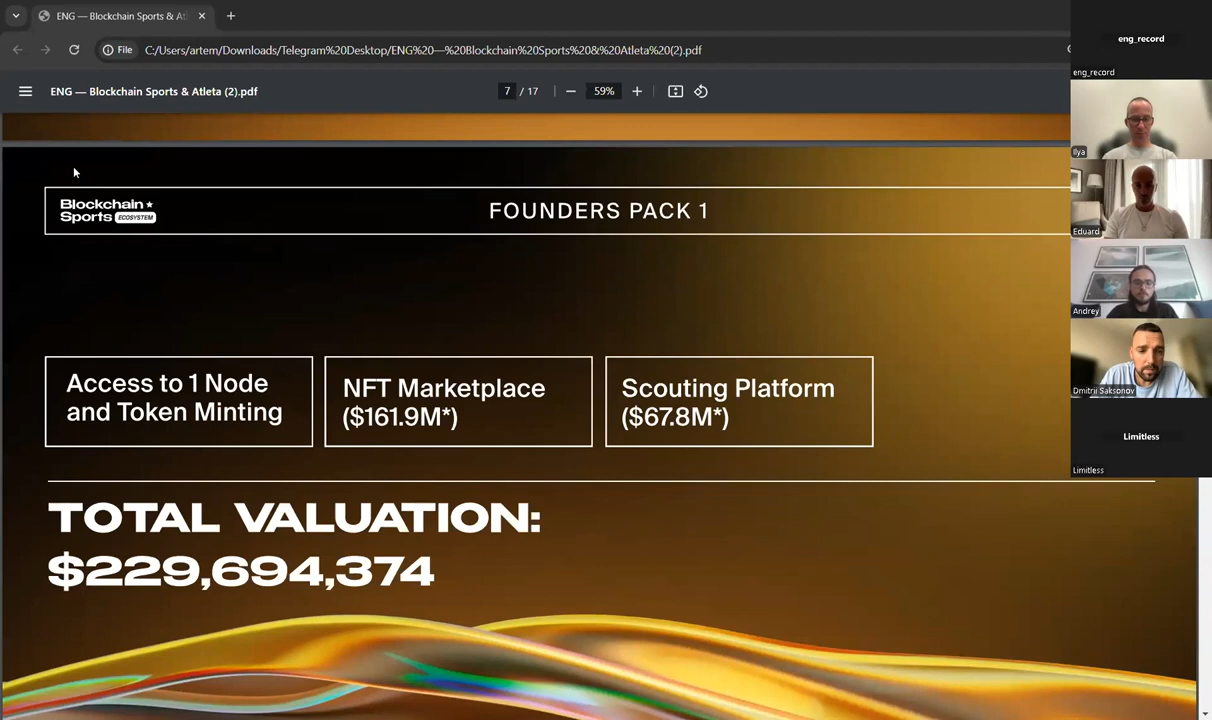 ENG — Blockchain Sports & Atl
File
C:/Users/artem/Downloads/Telegram%20Desktop/ENG%20—%20Blockchain%20Sports%20&%20Atleta%20(2).pdf
ENG — Blockchain Sports & Atleta (2).pdf
7 / 17
59%
Blockchain
Sports ECOSYSTEM
FOUNDERS PACK 1
Access to 1 Node
and Token Minting
NFT Marketplace
($161.9M*)
Scouting Platform
($67.8M*)
TOTAL VALUATION:
$229,694,374
eng_record
eng_record
Ilya
Eduard
Andrey
Dmitrii Saksonov
Limitless
Limitless